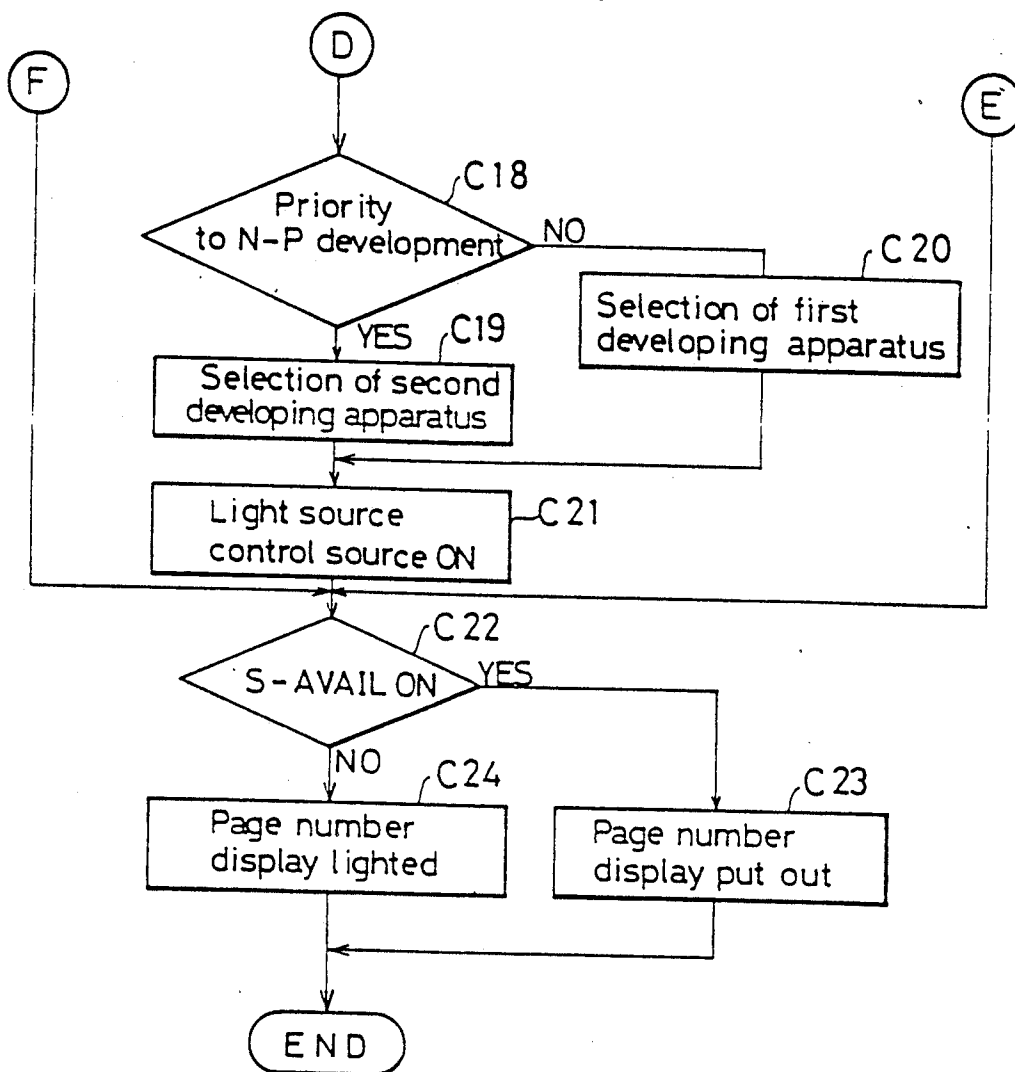 D
F
E
C18
Priority
to N-P development
NO
C20
Selection of first
developing apparatus
YES
C19
Selection of second
developing apparatus
Light source
control source ON
C21
C22
S-AVAIL ON
YES
NO
C24
C23
Page number
display lighted
Page number
display put out
END